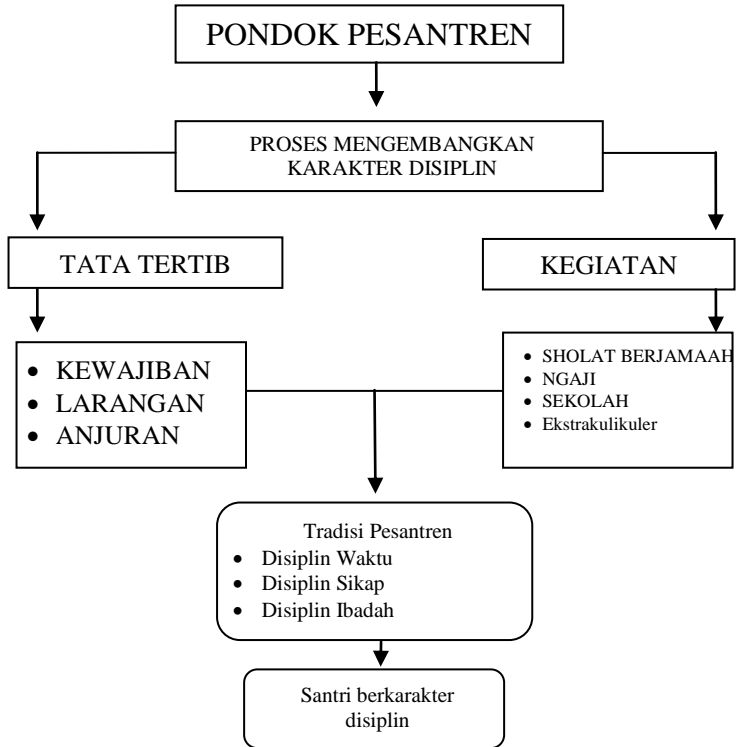 PONDOK PESANTREN
PROSES MENGEMBANGKAN
KARAKTER DISIPLIN
TATA TERTIB
KEGIATAN
• KEWAJIBAN
• LARANGAN
• ANJURAN
• SHOLAT BERJAMAAH
• NGAJI
• SEKOLAH
• Ekstrakulikuler
Tradisi Pesantren
• Disiplin Waktu
• Disiplin Sikap
• Disiplin Ibadah
Santri berkarakter
disiplin